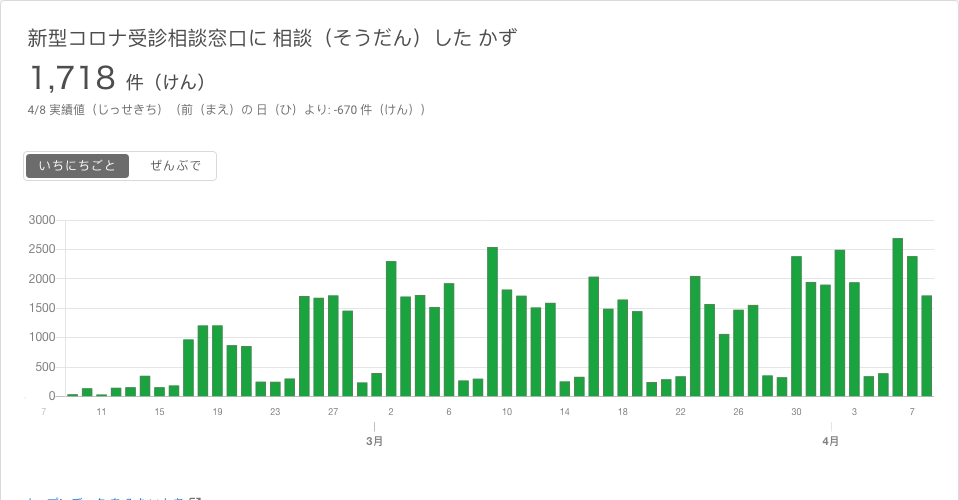 新型コロナ受診相談窓口に 相談（そうだん）した かず
1,718 件（けん）
4/8 実績値（じっせきち）（前（まえ）の 日（ひ）より: -670 件（けん））
いちにちごと ぜんぶで
3000
2500
2000
1500
1000
500
0
7 11 15 19 23 27 2 6 10 14 18 22 26 30 3 7
3月 4月